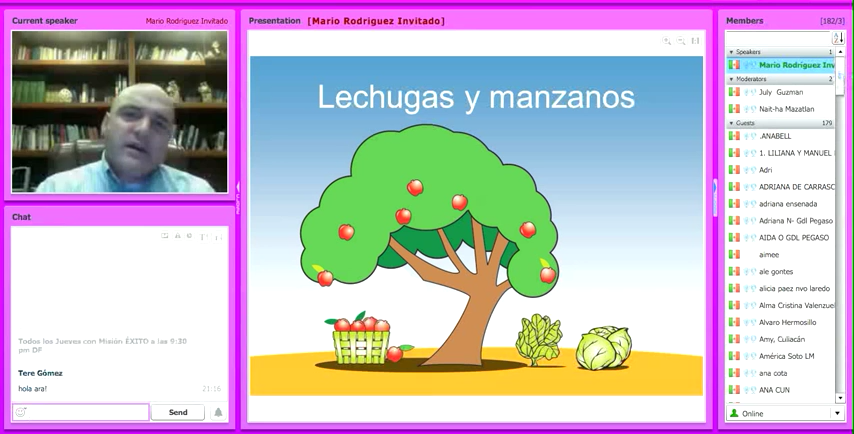 Current speaker
Mario Rodriguez Invitado
Chat
Todos los Jueves con Misión ÉXITO a las 9:30
pm DF
Tere Gómez
hola ara!
21:16
Send
Presentation [Mario Rodriguez Invitado]
Lechugas y manzanos
Members
[182/3]
Speakers 1
Mario Rodriguez Inv
Moderators 2
July Guzman
Nait-ha Mazatlan
Guests 179
.ANABELL
1. LILIANA Y MANUEL
Adri
ADRIANA DE CARRASC
adriana ensenada
Adriana N- Gdl Pegaso
AIDA O GDL PEGASO
aimee
ale gontes
alicia paez nvo laredo
Alma Cristina Valenzuel
Alvaro Hermosillo
Amy, Culiacán
América Soto LM
ana cota
ANA CUN
Online